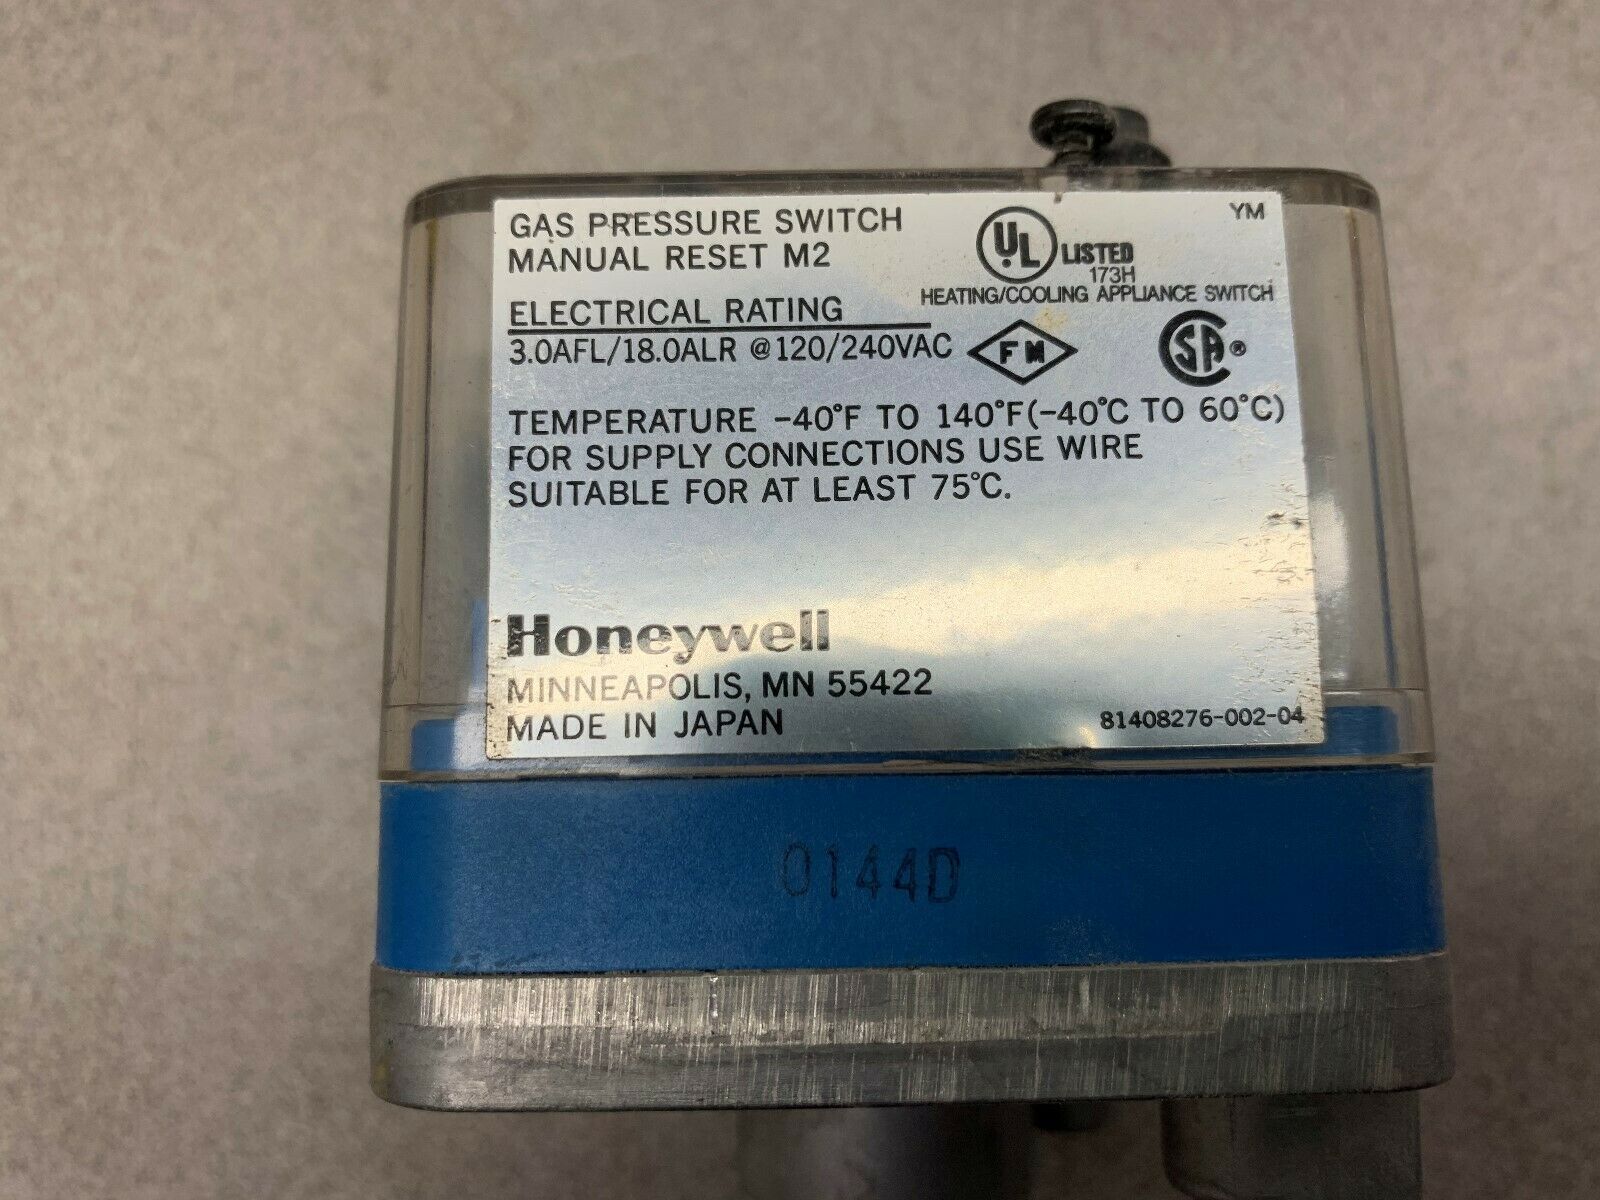 GAS PRESSURE SWITCH
MANUAL RESET M2
UL LISTED
173H
HEATING/COOLING APPLIANCE SWITCH
YM
ELECTRICAL RATING
3.0AFL/18.0ALR @120/240VAC
FM
SA®
TEMPERATURE -40°F TO 140°F(-40°C TO 60°C)
FOR SUPPLY CONNECTIONS USE WIRE
SUITABLE FOR AT LEAST 75°C.
Honeywell
MINNEAPOLIS, MN 55422
MADE IN JAPAN
81408276-002-04
0144D